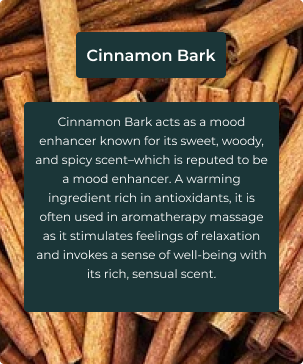 Cinnamon Bark
Cinnamon Bark acts as a mood
enhancer known for its sweet, woody,
and spicy scent–which is reputed to be
a mood enhancer. A warming
ingredient rich in antioxidants, it is
often used in aromatherapy massage
as it stimulates feelings of relaxation
and invokes a sense of well-being with
its rich, sensual scent.